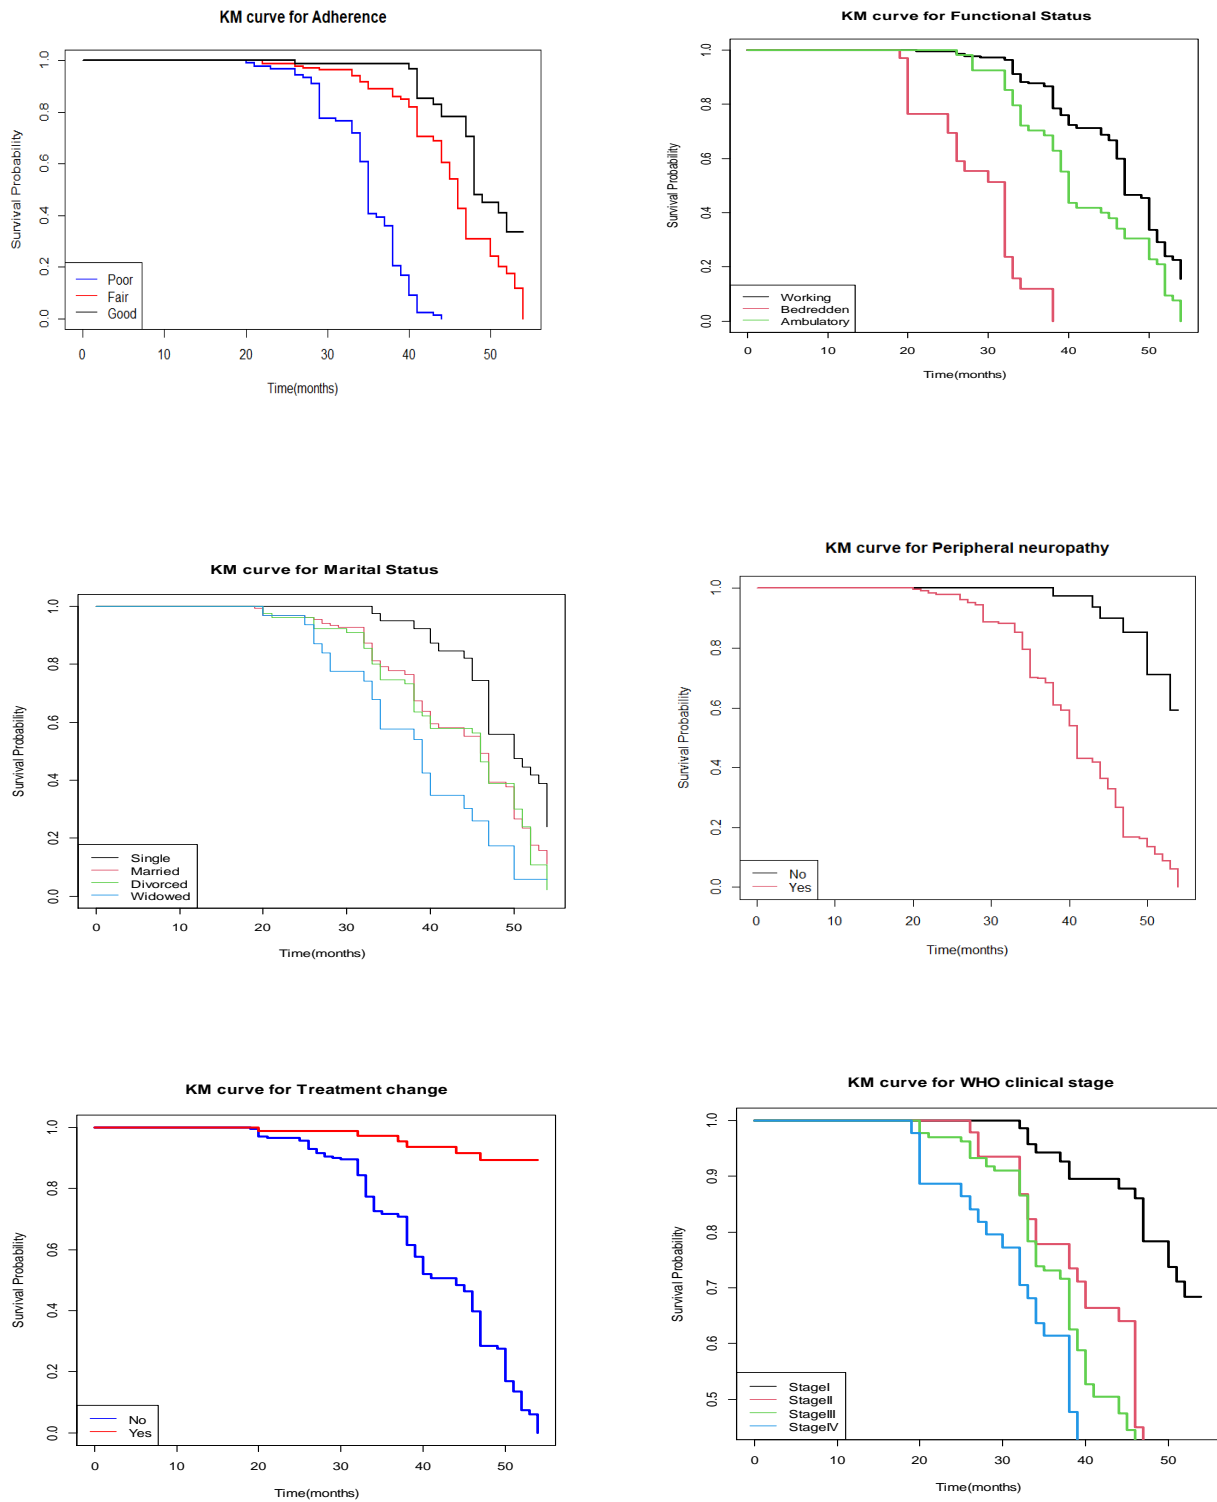 KM curve for Adherence
Survival Probability
1.0
0.8
0.6
0.4
0.2
0.0
Poor
Fair
Good
0 10 20 30 40 50
Time(months)
KM curve for Functional Status
Survival Probability
1.0
0.8
0.6
0.4
0.2
0.0
Working
Bedredden
Ambulatory
0 10 20 30 40 50
Time(months)
KM curve for Marital Status
Survival Probability
1.0
0.8
0.6
0.4
0.2
0.0
Single
Married
Divorced
Widowed
0 10 20 30 40 50
Time(months)
KM curve for Peripheral neuropathy
Survival Probability
1.0
0.8
0.6
0.4
0.2
0.0
No
Yes
0 10 20 30 40 50
Time(months)
KM curve for Treatment change
Survival Probability
1.0
0.8
0.6
0.4
0.2
0.0
No
Yes
0 10 20 30 40 50
Time(months)
KM curve for WHO clinical stage
Survival Probability
1.0
0.9
0.8
0.7
0.6
0.5
StageI
StageII
StageIII
StageIV
0 10 20 30 40 50
Time(months)